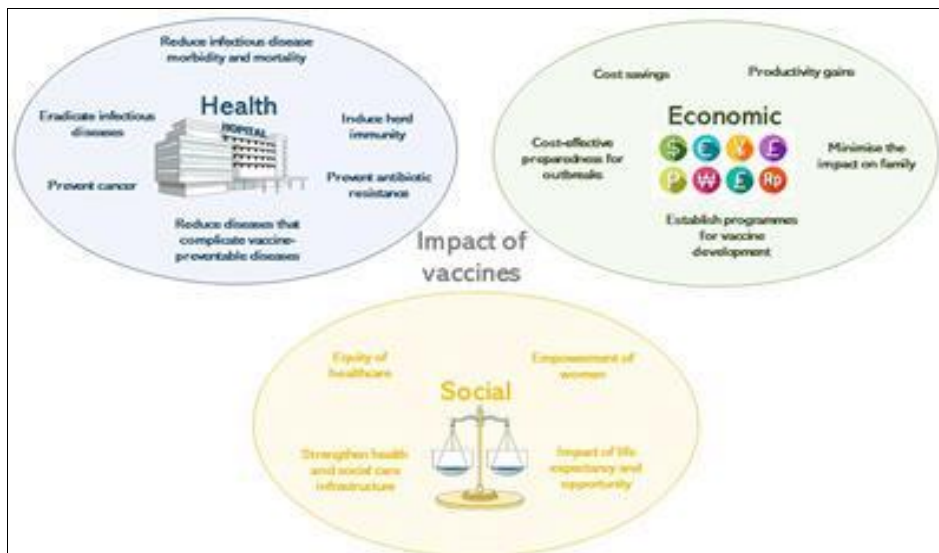 Reduce infectious disease
morbidity and mortality
Health
Eradicate infectious
diseases
HOPITAL
Induce herd
immunity
Prevent cancer
Prevent antibiotic
resistance
Reduce diseases that
complicate vaccine-
preventable diseases
Cost savings
Productivity gains
Economic
Cost-effective
preparedness for
outbreaks
$ € ¥ £
P ₩ Rp
Minimise the
impact on family
Establish programmes
for vaccine
development
Impact of
vaccines
Equity of
healthcare
Empowerment of
women
Social
Strengthen health
and social care
infrastructure
Impact of life
expectancy and
opportunity